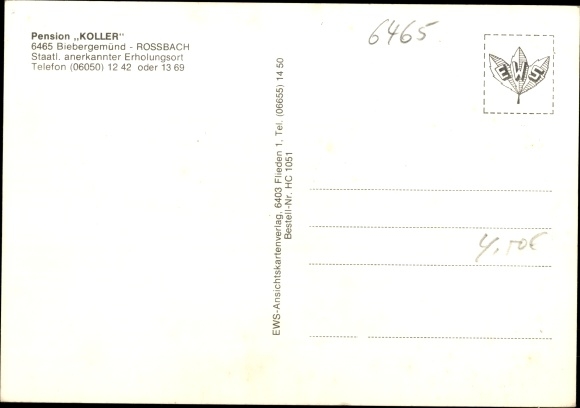 Pension „KOLLER"
6465 Biebergemünd - ROSSBACH
Staatl. anerkannter Erholungsort
Telefon (06050) 12 42 oder 13 69
6465
EWS
EWS-Ansichtskartenverlag, 6403 Flieden 1, Tel. (06655) 14 50
Bestell-Nr. HC 1051
4,50€